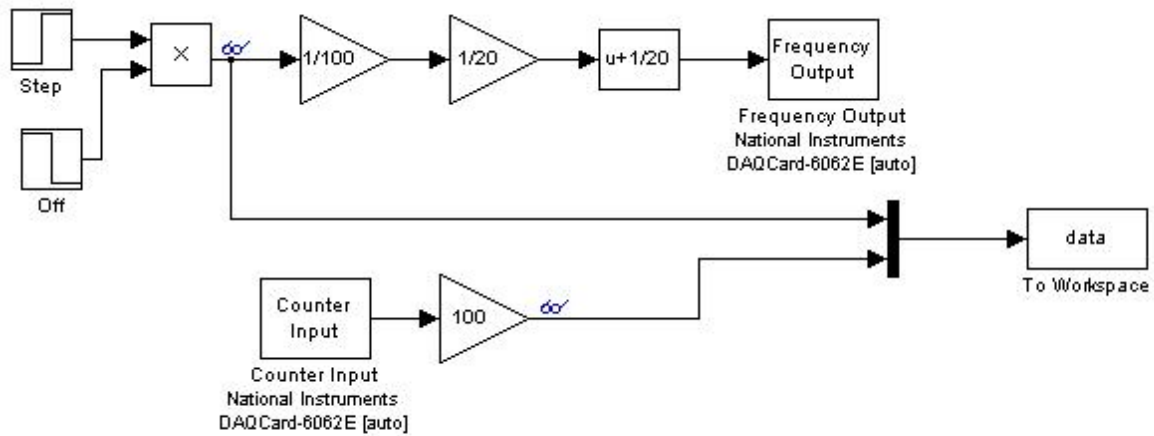 Step
×
1/100
1/20
u+1/20
Frequency
Output
Frequency Output
National Instruments
DAQCard-6062E [auto]
Off
data
To Workspace
Counter
Input
100
Counter Input
National Instruments
DAQCard-6062E [auto]